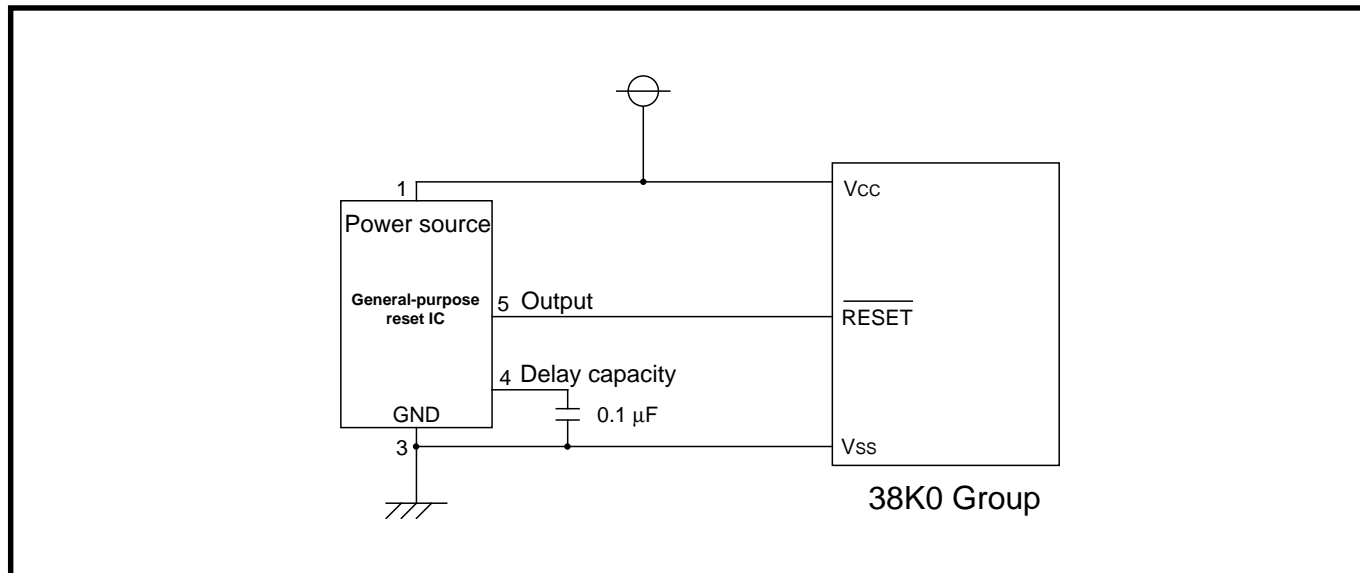 1
Vcc
Power source
General-purpose
reset IC
5 Output
RESET
4 Delay capacity
0.1 μF
GND
3
Vss
38K0 Group